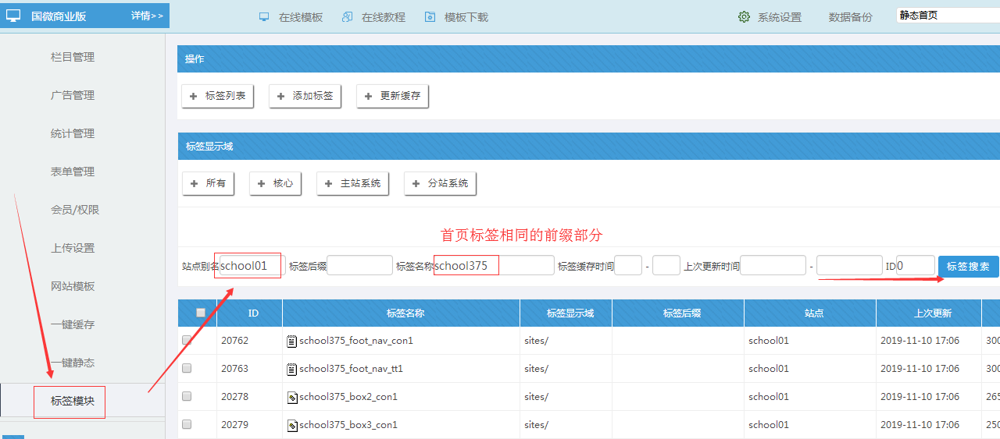 国微商业版 详情>> 在线模板 在线教程 模板下载 系统设置 数据备份 静态首页
栏目管理
广告管理
统计管理
表单管理
会员/权限
上传设置
网站模板
一键缓存
一键静态
标签模块
操作
标签列表 添加标签 更新缓存
标签显示域
所有 核心 主站系统 分站系统
首页标签相同的前缀部分
站点别名 school01 标签后缀 标签名称 school375 标签缓存时间 - 上次更新时间 - ID 0 标签搜索
ID 标签名称 标签显示域 标签后缀 站点 上次更新
20762 school375_foot_nav_con1 sites/ school01 2019-11-10 17:06 300
20763 school375_foot_nav_tt1 sites/ school01 2019-11-10 17:06 300
20278 school375_box2_con1 sites/ school01 2019-11-10 17:06 265
20279 school375_box3_con1 sites/ school01 2019-11-10 17:06 250